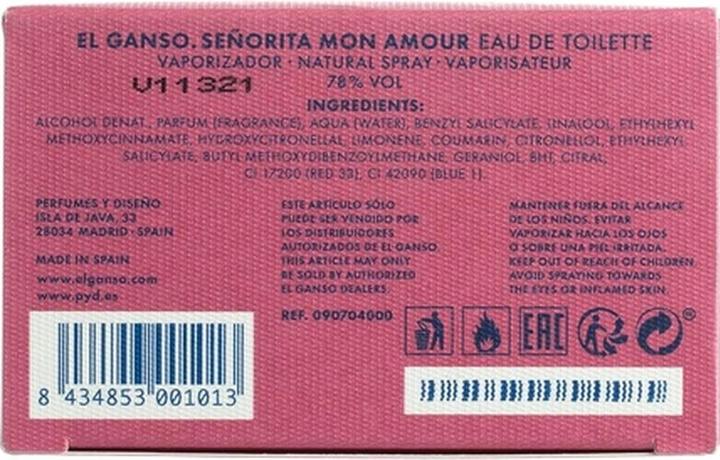 EL GANSO. SEÑORITA MON AMOUR EAU DE TOILETTE
VAPORIZADOR · NATURAL SPRAY · VAPORISATEUR
V11321
78% VOL
INGREDIENTS:
ALCOHOL DENAT., PARFUM (FRAGRANCE), AQUA (WATER), BENZYL SALICYLATE, LINALOOL, ETHYLHEXYL
METHOXYCINNAMATE, HYDROXYCITRONELLAL, LIMONENE, COUMARIN, CITRONELLOL, ETHYLHEXYL
SALICYLATE, BUTYL METHOXYDIBENZOYLMETHANE, GERANIOL, BHT, CITRAL,
CI 17200 (RED 33), CI 42090 (BLUE 1).
PERFUMES Y DISEÑO
ISLA DE JAVA, 33
28034 MADRID · SPAIN
MADE IN SPAIN
www.elganso.com
www.pyd.es
ESTE ARTÍCULO SÓLO
PUEDE SER VENDIDO POR
LOS DISTRIBUIDORES
AUTORIZADOS DE EL GANSO.
THIS ARTICLE MAY ONLY
BE SOLD BY AUTHORIZED
EL GANSO DEALERS.
REF. 090704000
MANTENER FUERA DEL ALCANCE
DE LOS NIÑOS. EVITAR
VAPORIZAR HACIA LOS OJOS
O SOBRE UNA PIEL IRRITADA.
KEEP OUT OF REACH OF CHILDREN.
AVOID SPRAYING TOWARDS
THE EYES OR INFLAMED SKIN.
EAC
8 434853 001013